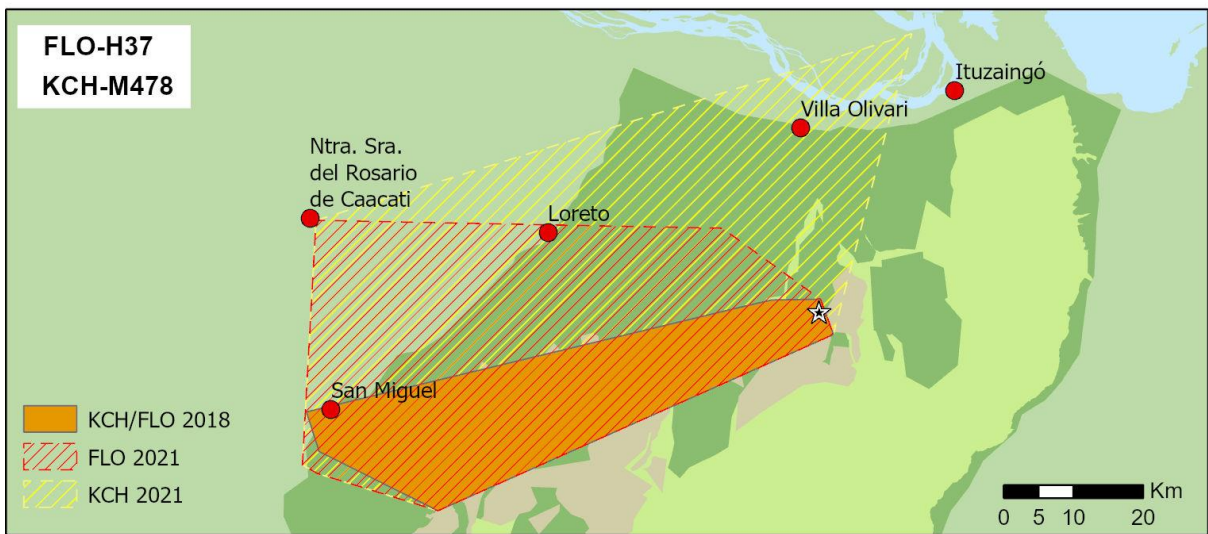 FLO-H37
KCH-M478
Ituzaingó
Villa Olivari
Ntra. Sra.
del Rosario
de Caacati
Loreto
San Miguel
KCH/FLO 2018
FLO 2021
KCH 2021
Km
0 5 10 20